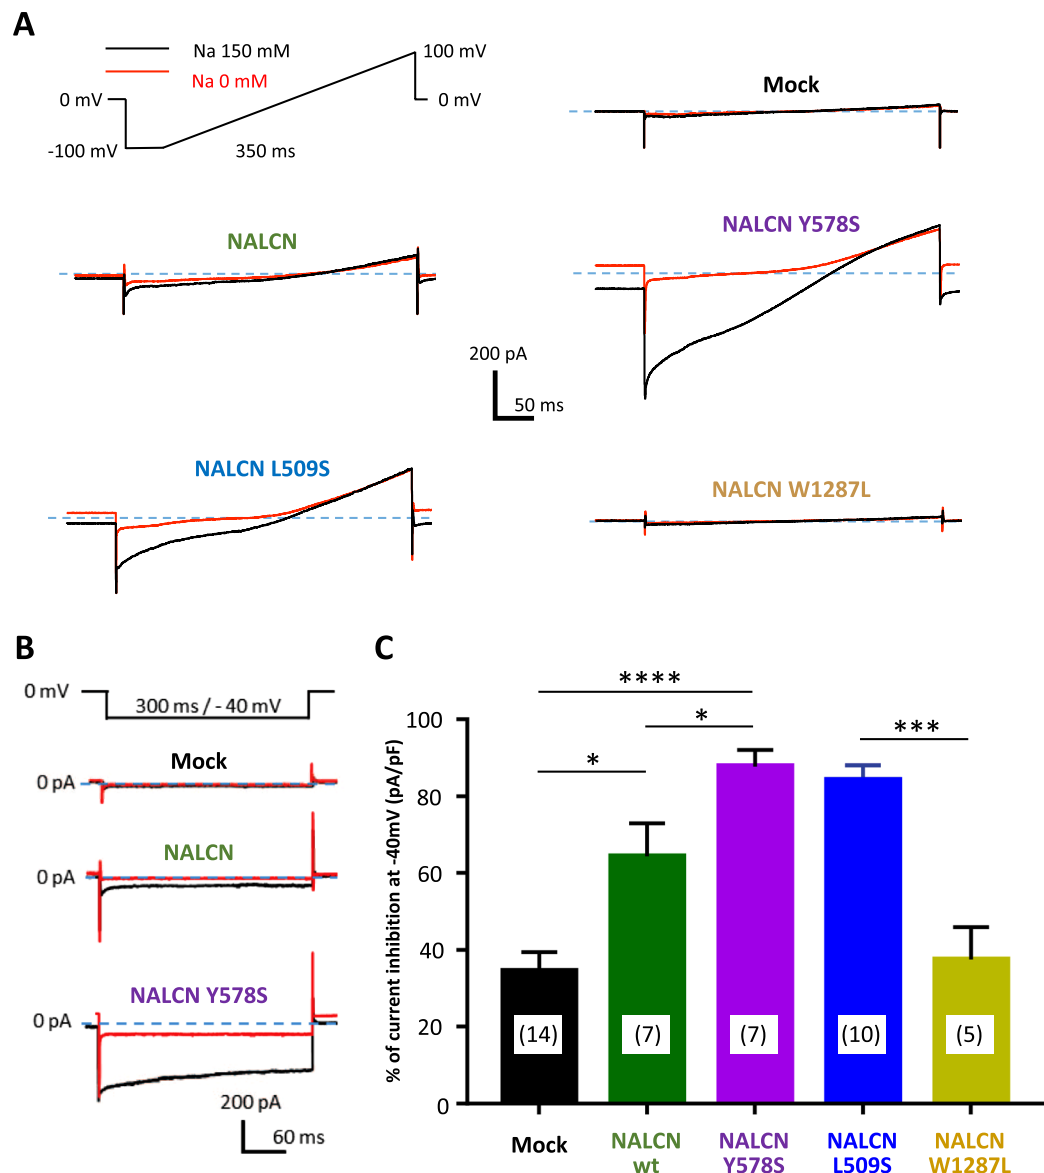 A
Na 150 mM
Na 0 mM
100 mV
0 mV
0 mV
-100 mV
350 ms
Mock
NALCN
NALCN Y578S
200 pA
50 ms
NALCN L509S
NALCN W1287L
B
0 mV
300 ms / - 40 mV
Mock
0 pA
NALCN
0 pA
NALCN Y578S
0 pA
200 pA
60 ms
C
% of current inhibition at -40mV (pA/pF)
100
80
60
40
20
0
****
*
*
***
(14)
(7)
(7)
(10)
(5)
Mock
NALCN
wt
NALCN
Y578S
NALCN
L509S
NALCN
W1287L